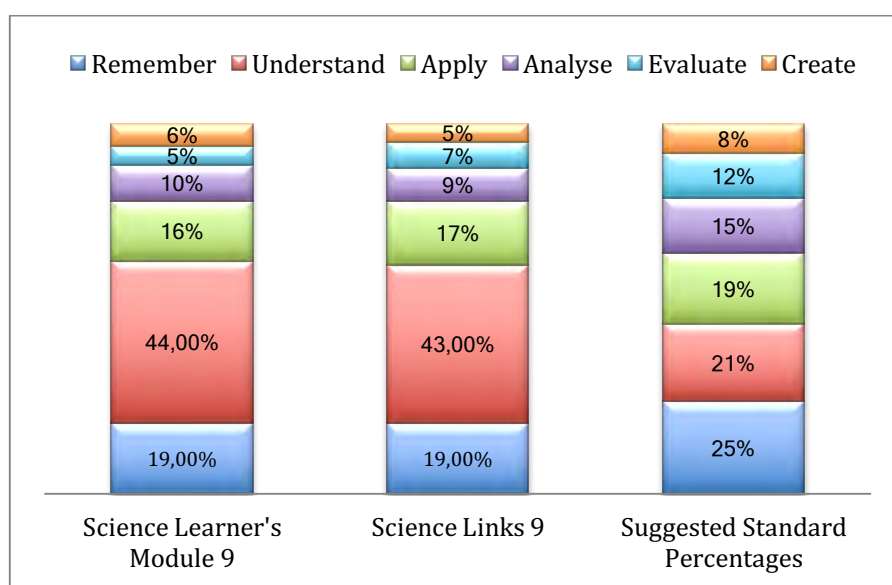 Remember Understand Apply Analyse Evaluate Create
6% 5% 8%
5% 7% 12%
10% 9% 15%
16% 17% 19%
44,00% 43,00% 21%
19,00% 19,00% 25%
Science Learner's Science Links 9 Suggested Standard
Module 9 Percentages